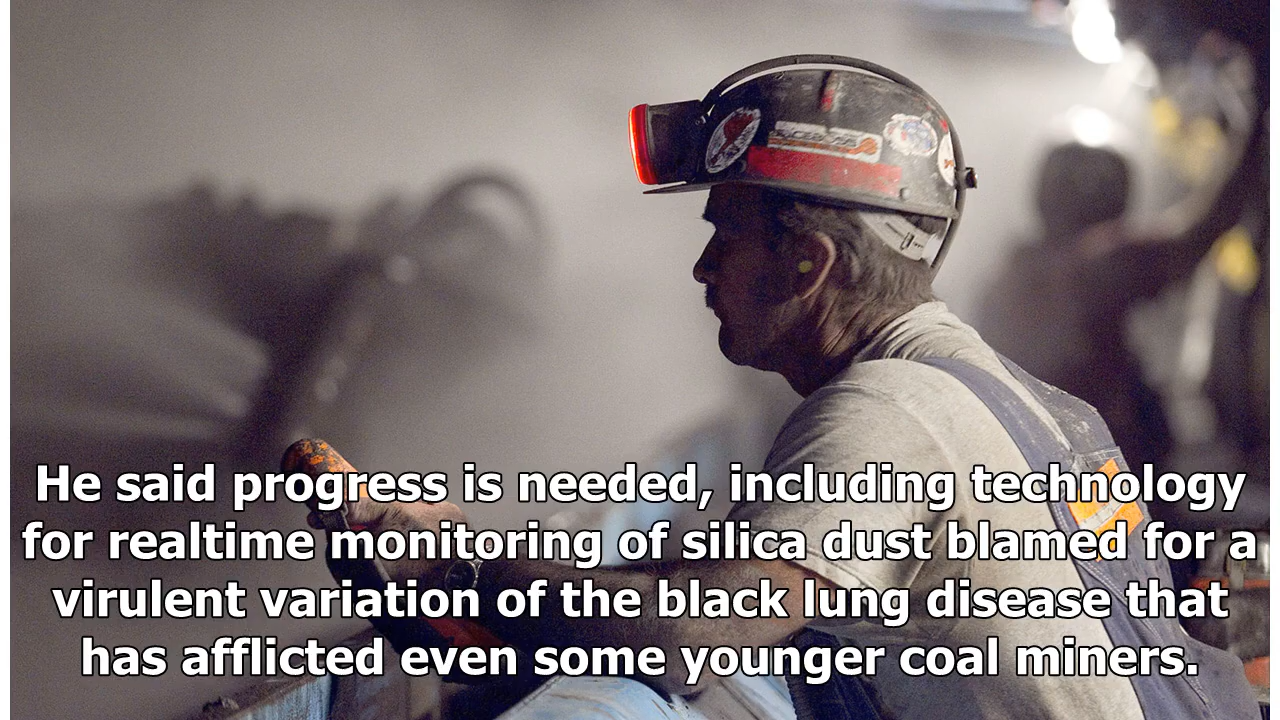 He said progress is needed, including technology
for realtime monitoring of silica dust blamed for a
virulent variation of the black lung disease that
has afflicted even some younger coal miners.